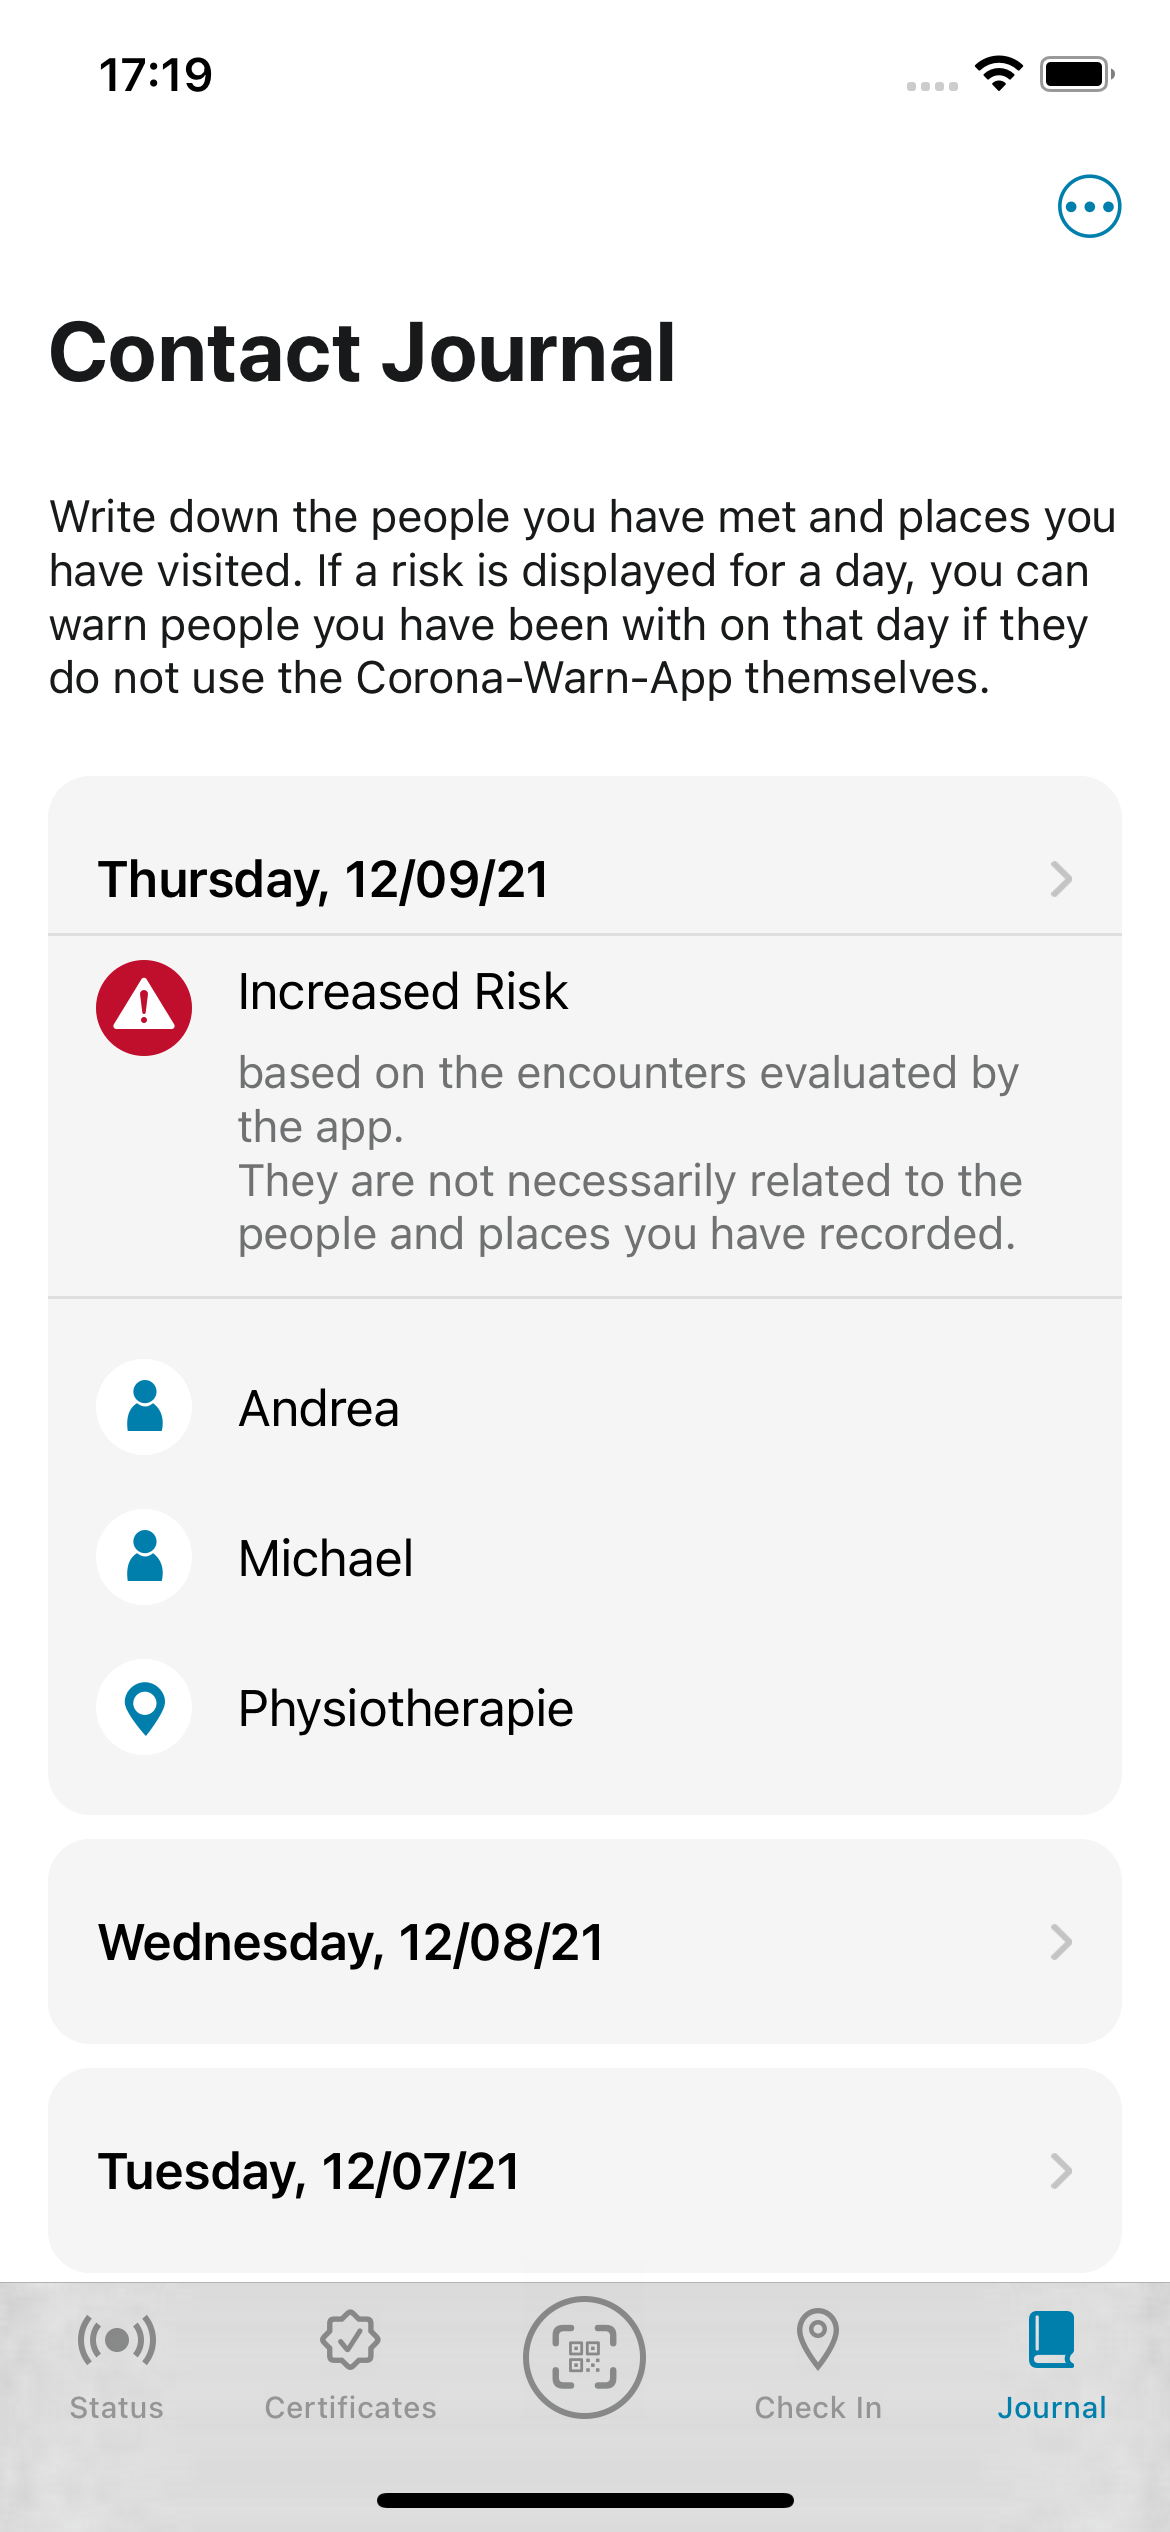 17:19
Contact Journal
Write down the people you have met and places you
have visited. If a risk is displayed for a day, you can
warn people you have been with on that day if they
do not use the Corona-Warn-App themselves.
Thursday, 12/09/21
Increased Risk
based on the encounters evaluated by
the app.
They are not necessarily related to the
people and places you have recorded.
Andrea
Michael
Physiotherapie
Wednesday, 12/08/21
Tuesday, 12/07/21
Status
Certificates
Check In
Journal